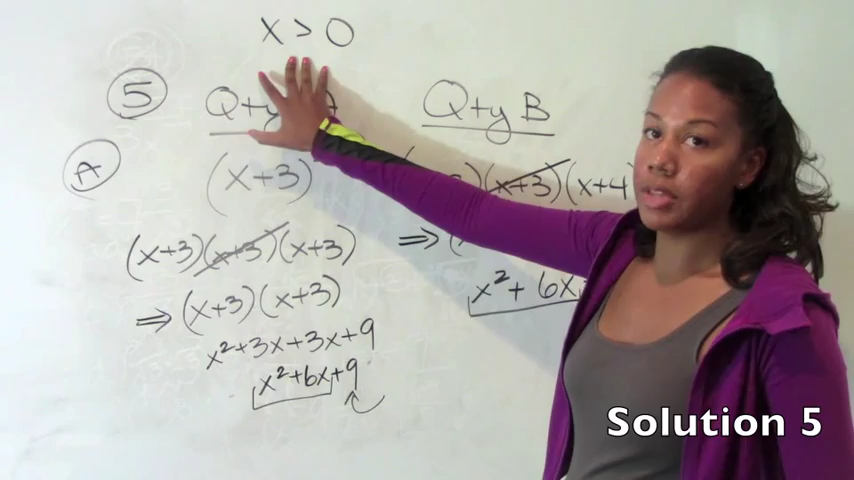 x > 0
5 Q+y A Q+y B
A (x+3) (x+3)(x+4)
(x+3)(x+3)(x+3) ⇒
⇒ (x+3)(x+3) x² + 6x
x²+3x+3x+9
x²+6x+9
Solution 5